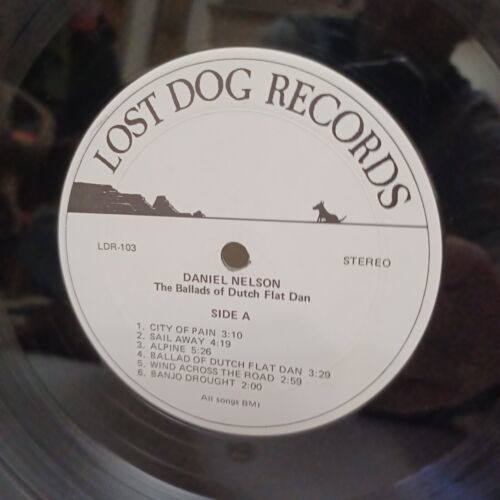 LOST DOG RECORDS
LDR-103
STEREO
DANIEL NELSON
The Ballads of Dutch Flat Dan
SIDE A
1. CITY OF PAIN 3:10
2. SAIL AWAY 4:19
3. ALPINE 5:26
4. BALLAD OF DUTCH FLAT DAN 3:29
5. WIND ACROSS THE ROAD 2:59
6. BANJO DROUGHT 2:00
All songs BMI